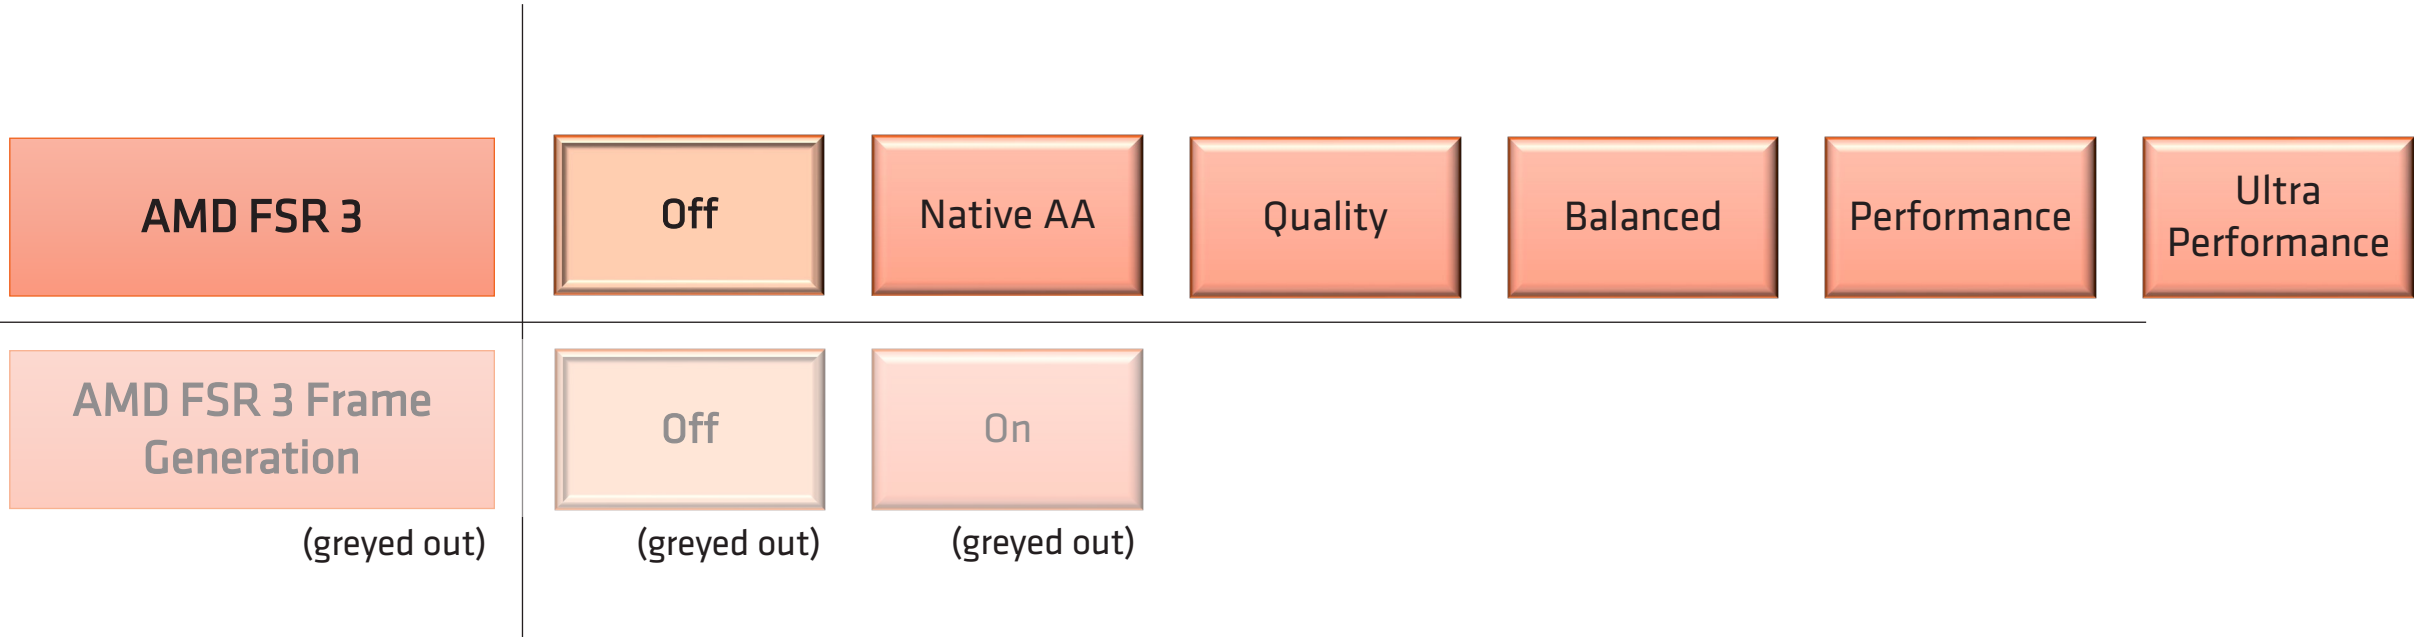 AMD FSR 3
Off
Native AA
Quality
Balanced
Performance
Ultra
Performance
AMD FSR 3 Frame
Generation
Off
On
(greyed out)
(greyed out)
(greyed out)